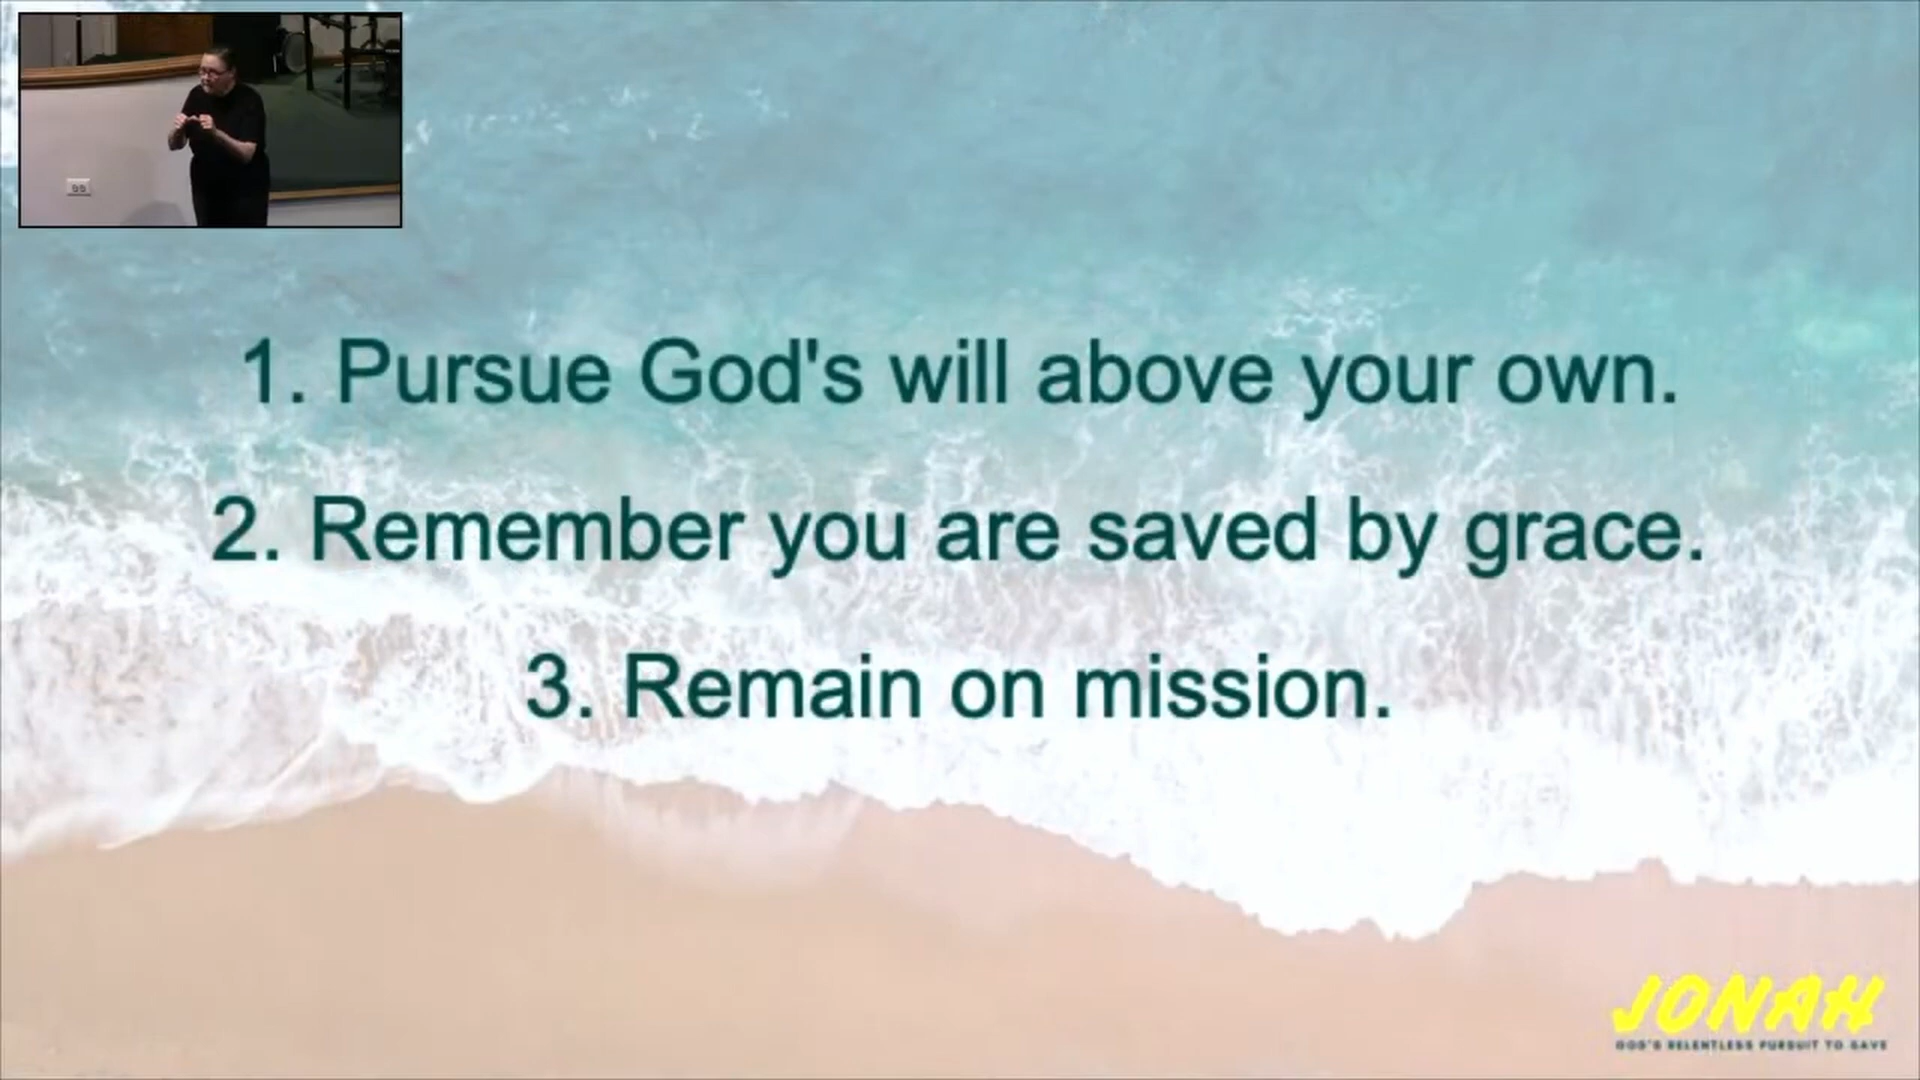 1. Pursue God's will above your own.
2. Remember you are saved by grace.
3. Remain on mission.
JONAH
GOD'S RELENTLESS PURSUIT TO SAVE